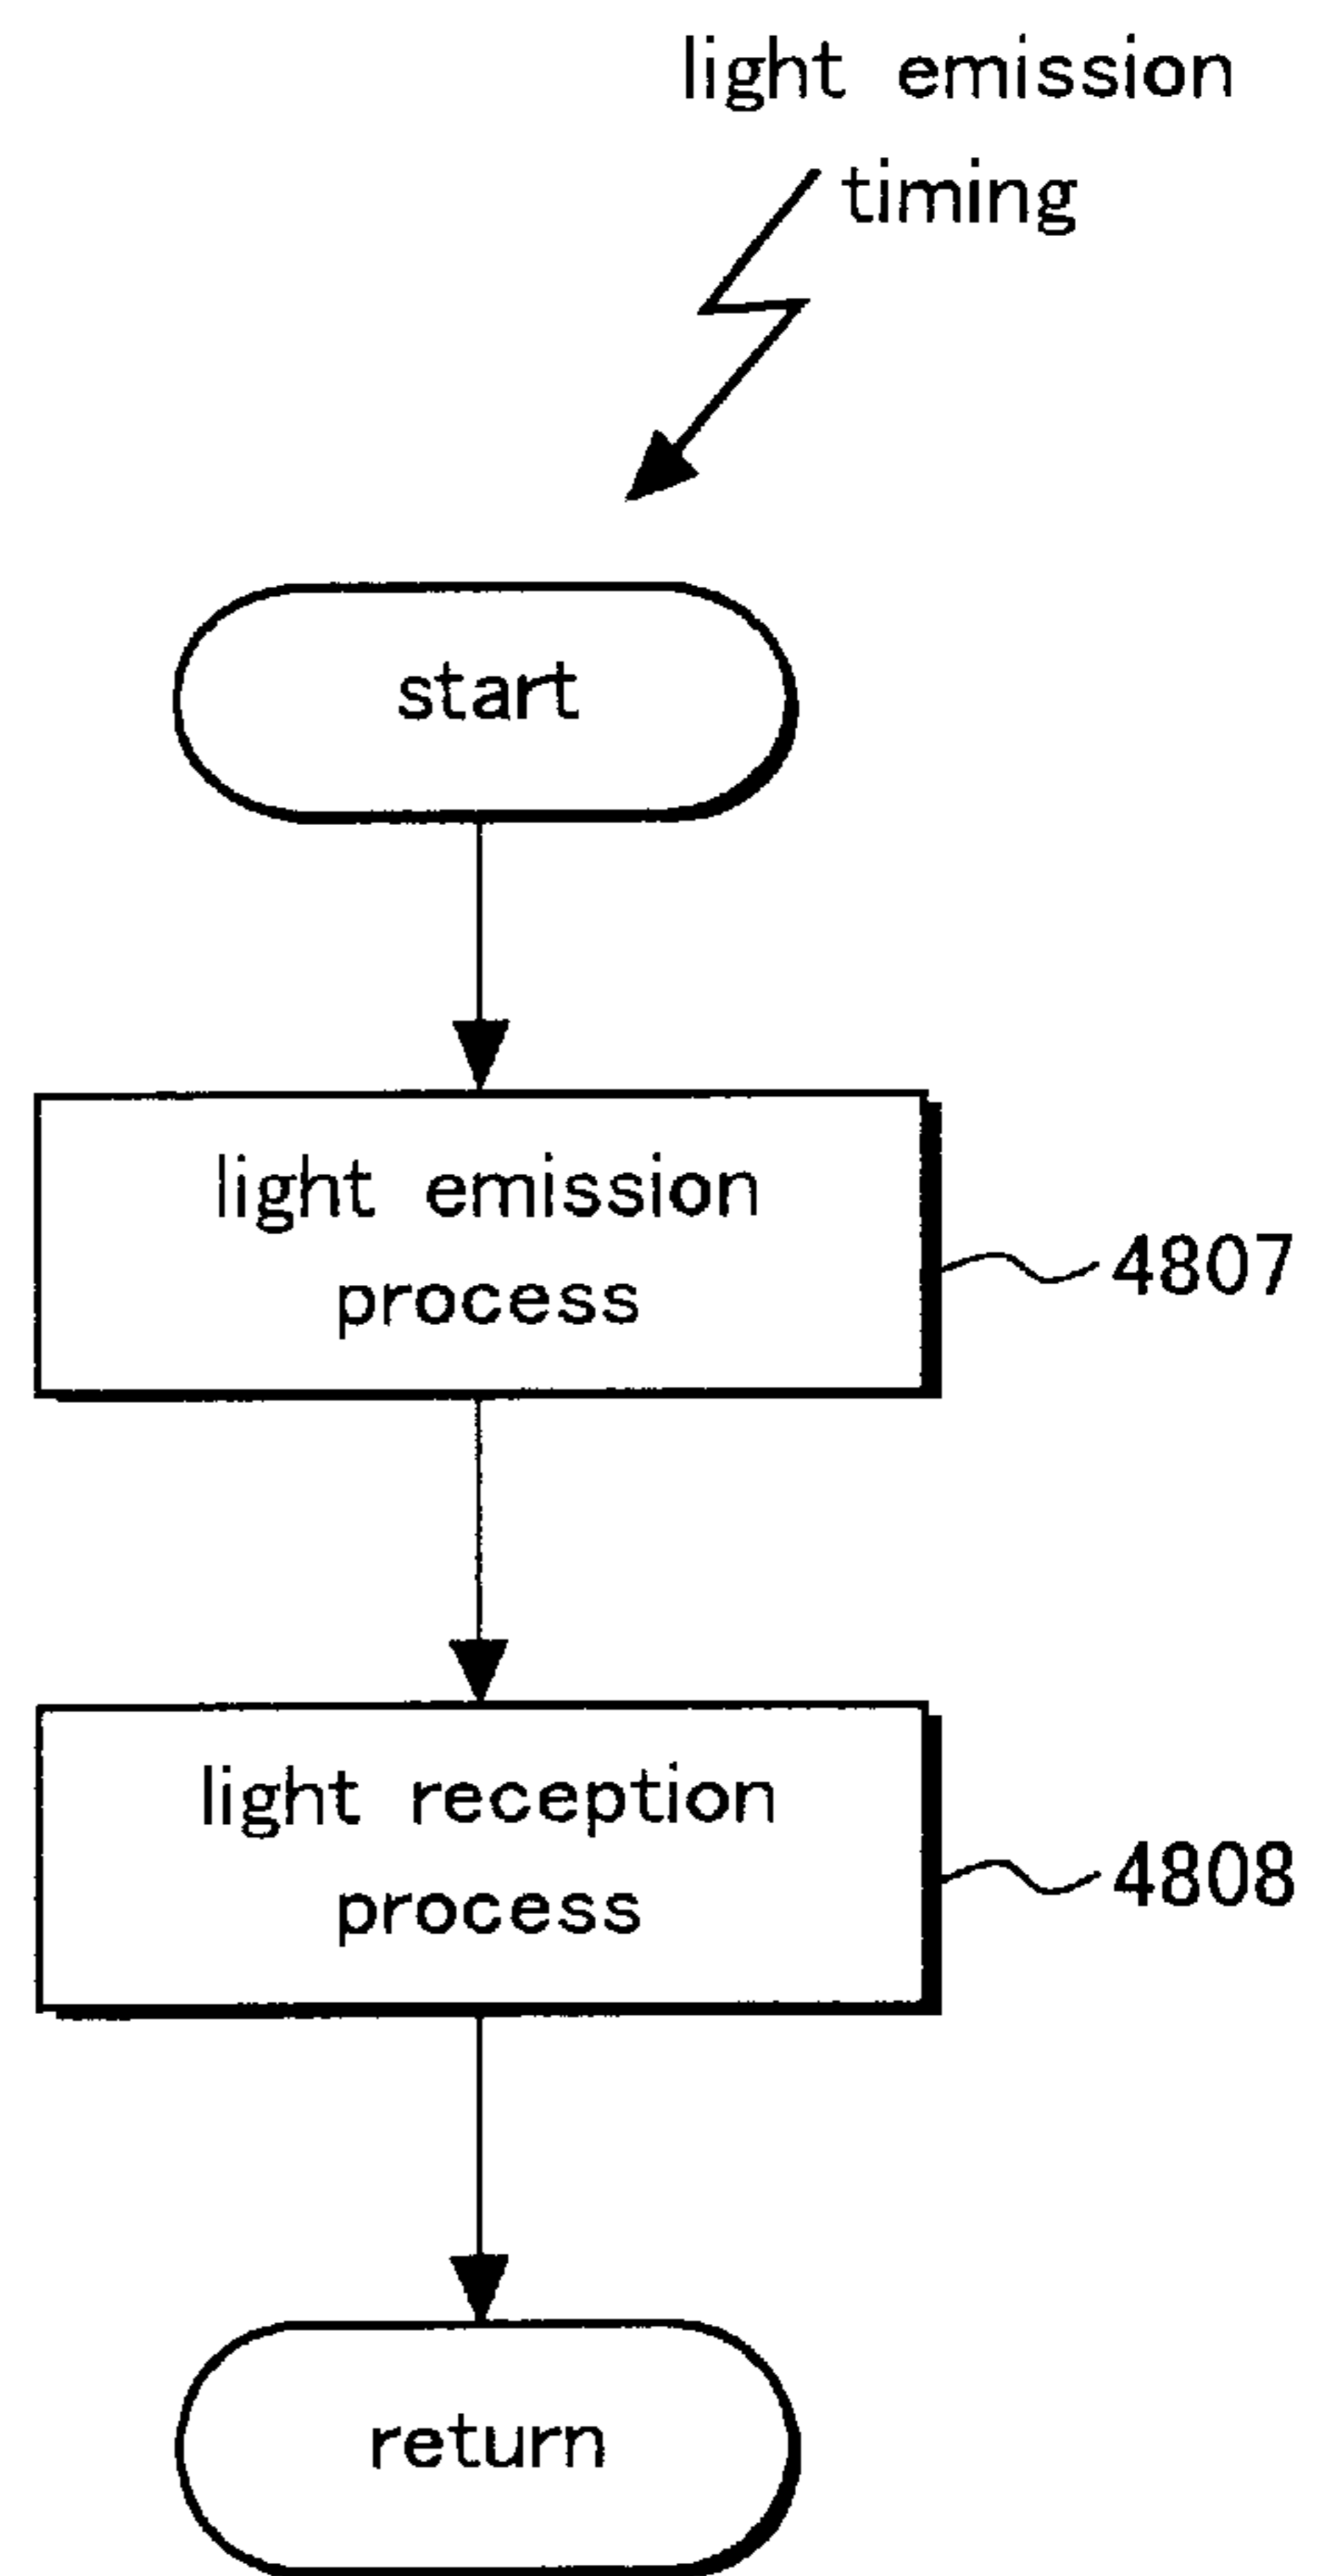 light emission
timing
start
light emission
process
4807
light reception
process
4808
return